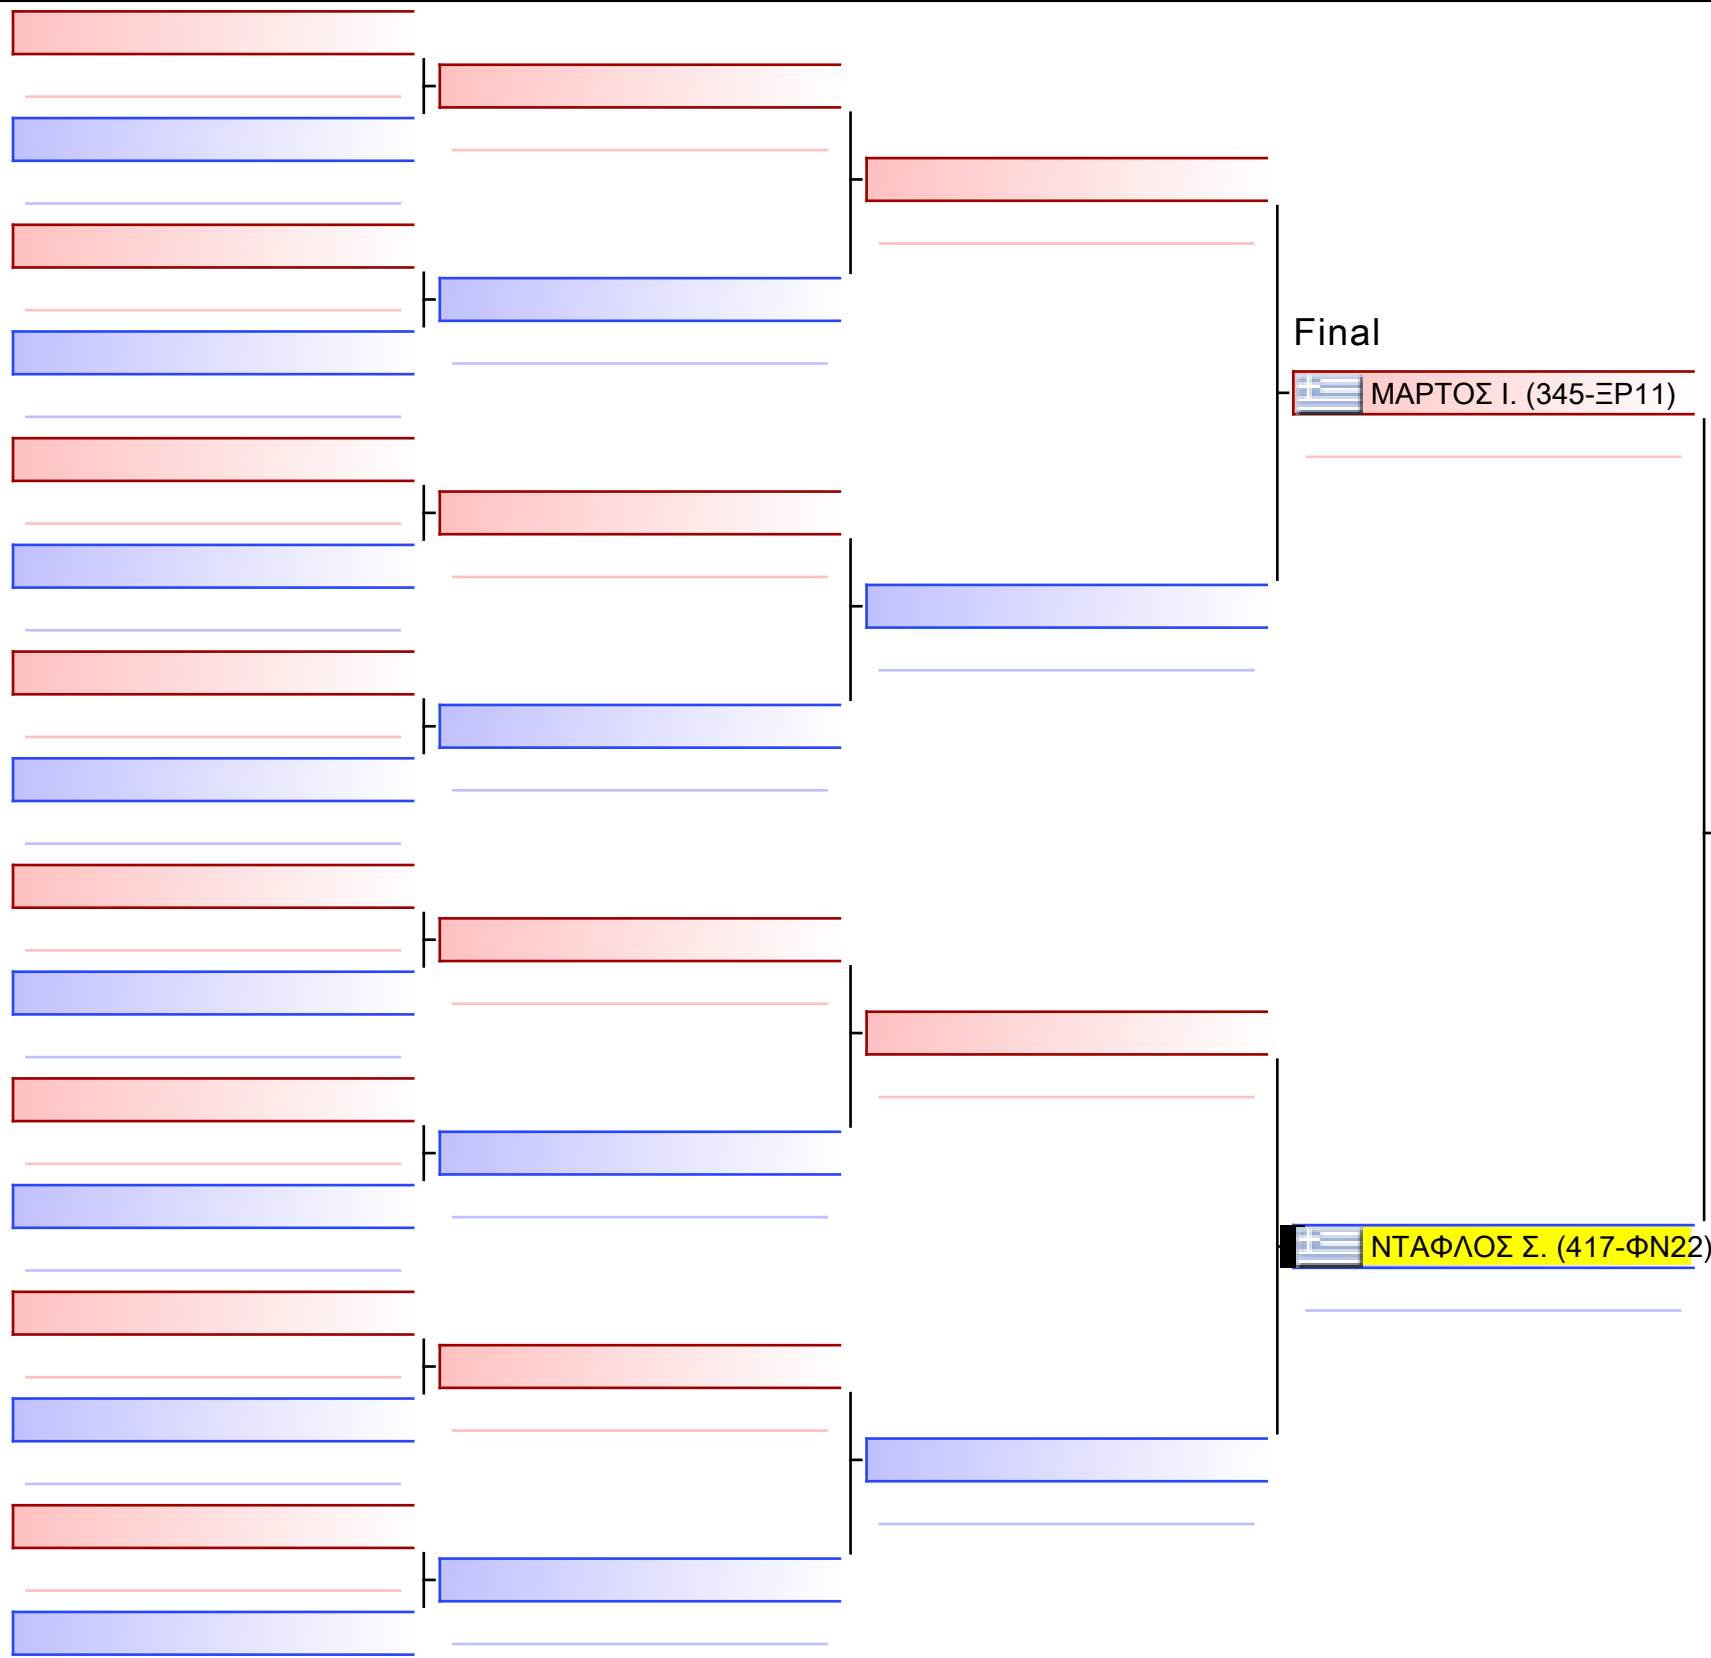 Final
ΜΑΡΤΟΣ Ι. (345-ΞΡ11)
ΝΤΑΦΛΟΣ Σ. (417-ΦΝ22)